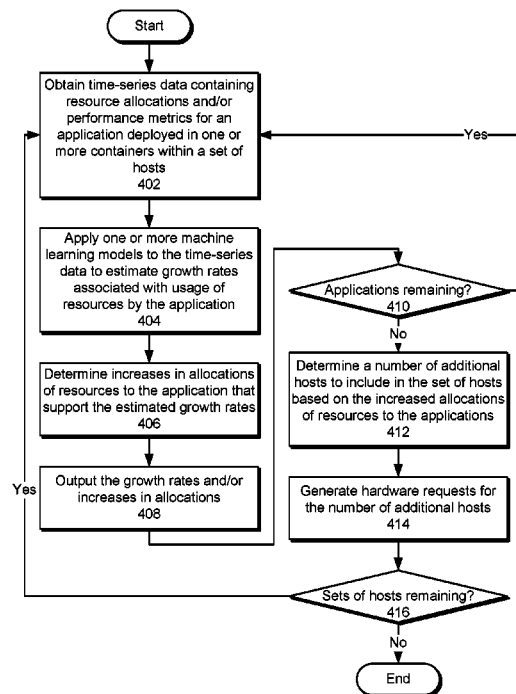 Start
Obtain time-series data containing
resource allocations and/or
performance metrics for an
application deployed in one or
more containers within a set of
hosts
402
Apply one or more machine
learning models to the time-series
data to estimate growth rates
associated with usage of
resources by the application
404
Determine increases in allocations
of resources to the application that
support the estimated growth rates
406
Output the growth rates and/or
increases in allocations
408
Applications remaining?
410
Yes
No
Determine a number of additional
hosts to include in the set of hosts
based on the increased allocations
of resources to the applications
412
Generate hardware requests for
the number of additional hosts
414
Sets of hosts remaining?
416
Yes
No
End